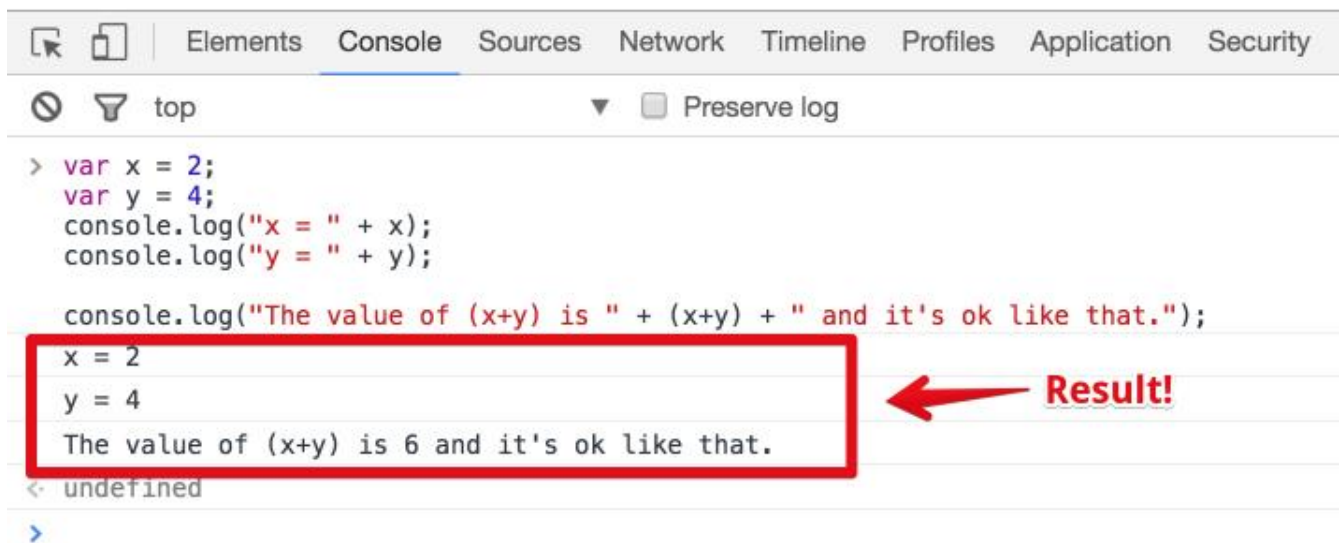 Elements Console Sources Network Timeline Profiles Application Security
top ▼ Preserve log
> var x = 2;
var y = 4;
console.log("x = " + x);
console.log("y = " + y);
console.log("The value of (x+y) is " + (x+y) + " and it's ok like that.");
x = 2
y = 4
Result!
The value of (x+y) is 6 and it's ok like that.
undefined
>